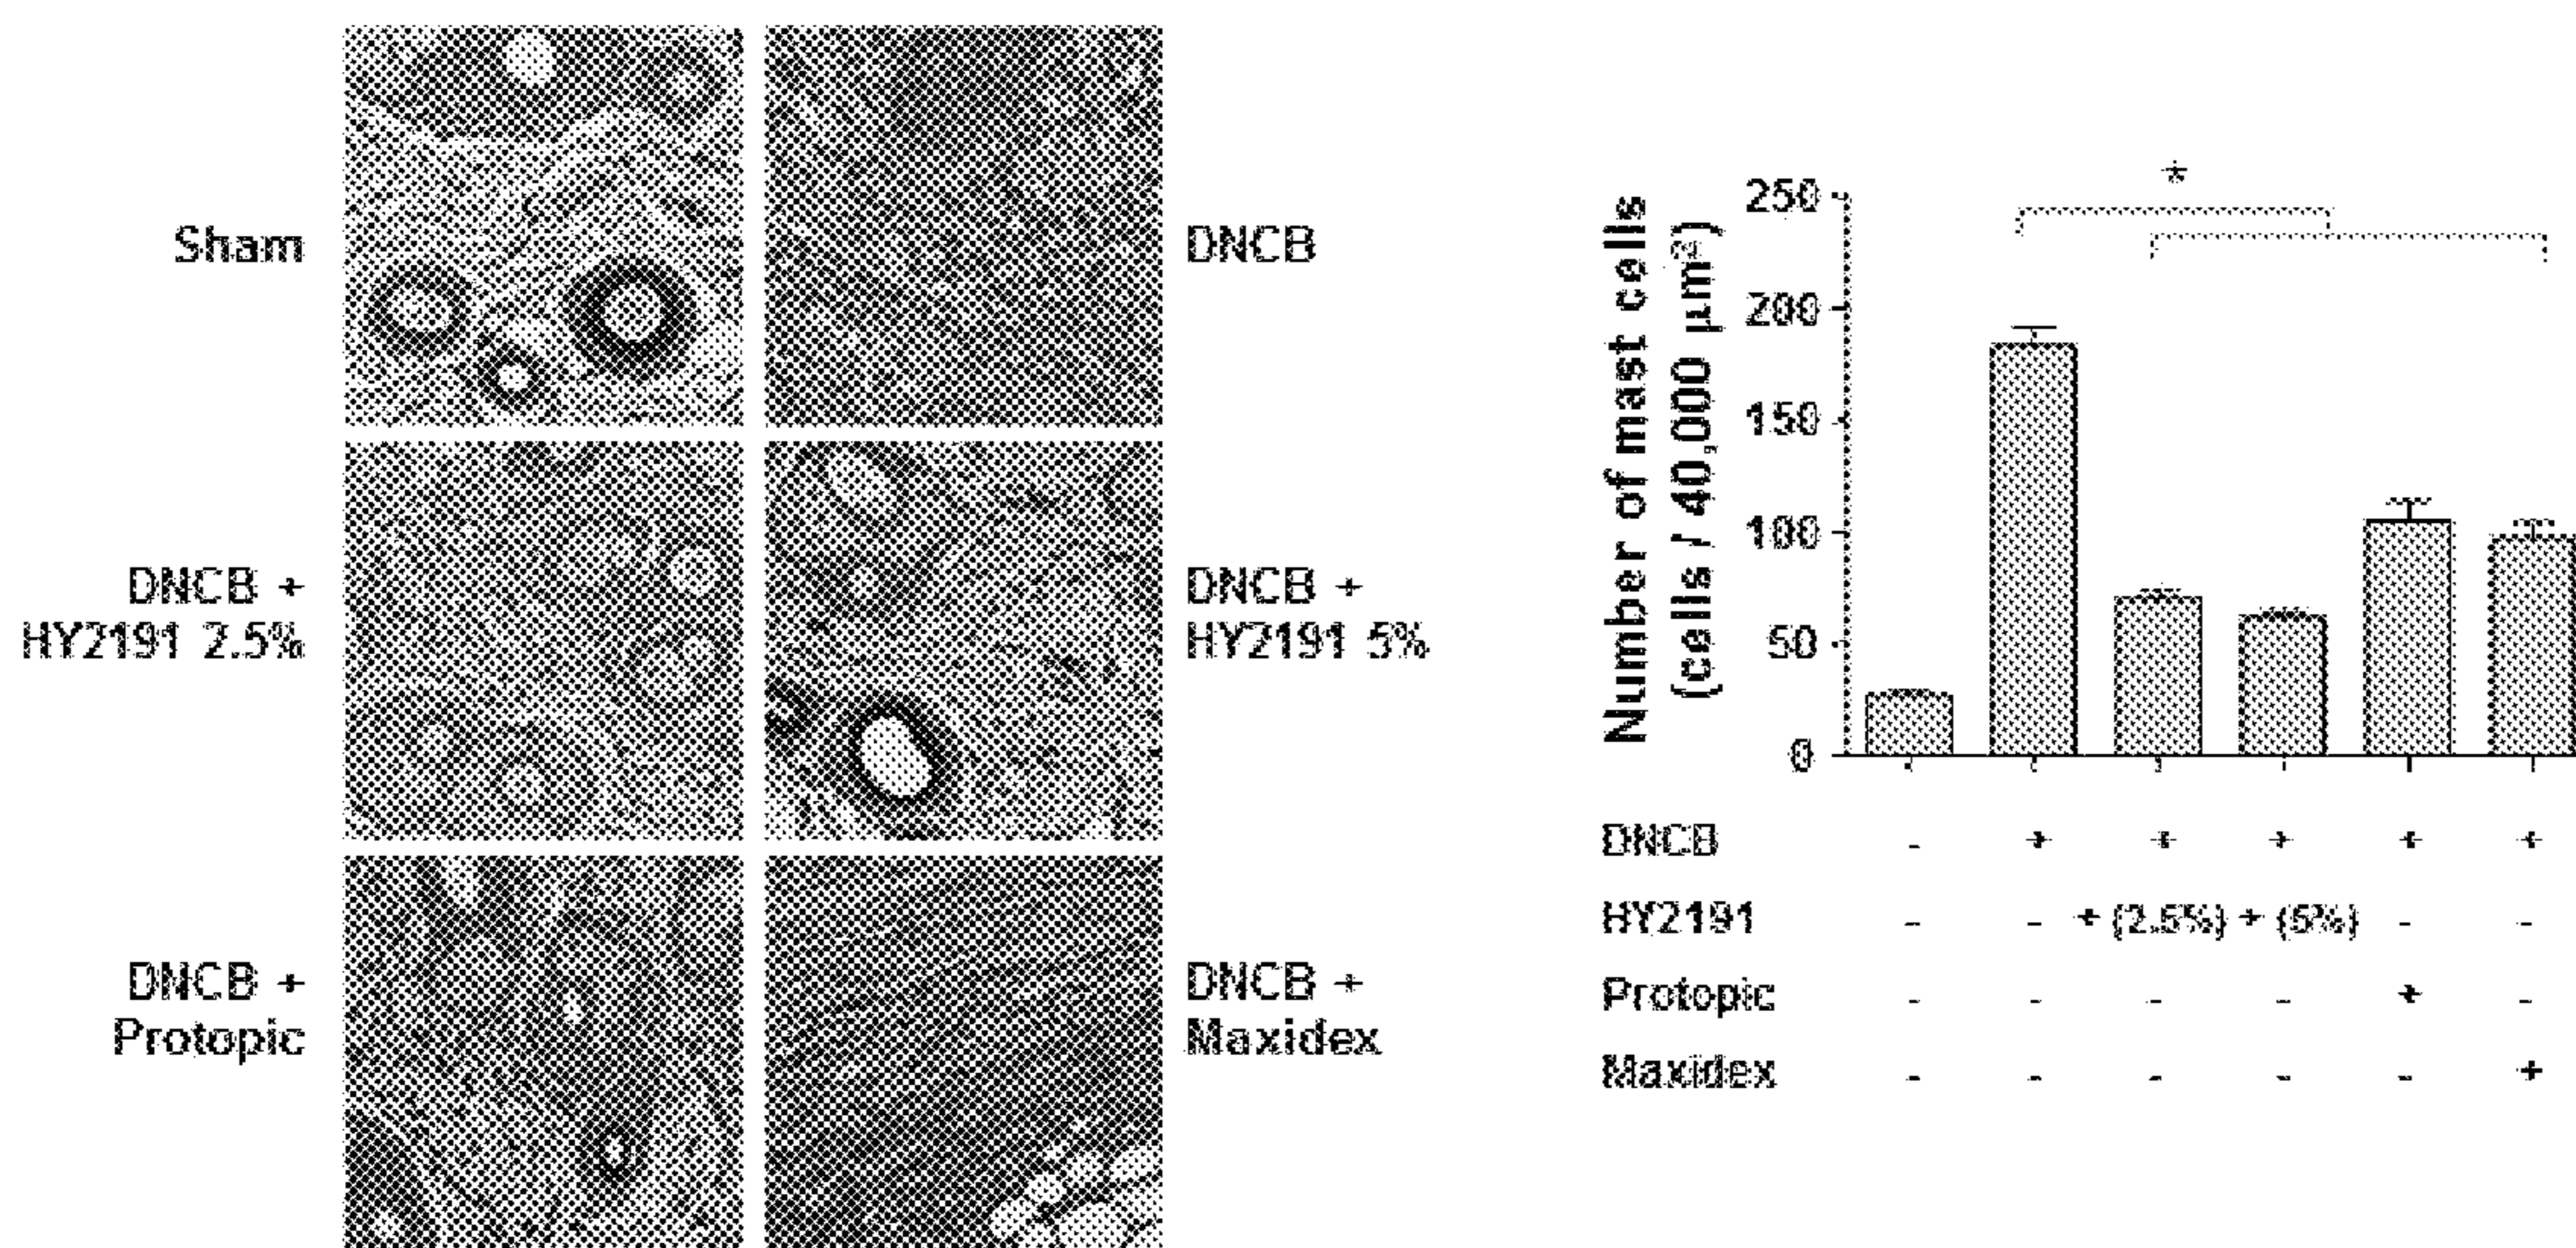 Sham
DNCB
DNCB +
HY2191 2.5%
DNCB +
HY2191 5%
DNCB +
Protopic
DNCB +
Maxidex
Number of mast cells
(cells / 40,000 μm²)
*
250
200
150
100
50
0
DNCB - + + + + +
HY2191 - - + (2.5%) + (5%) - -
Protopic - - - - + -
Maxidex - - - - - +